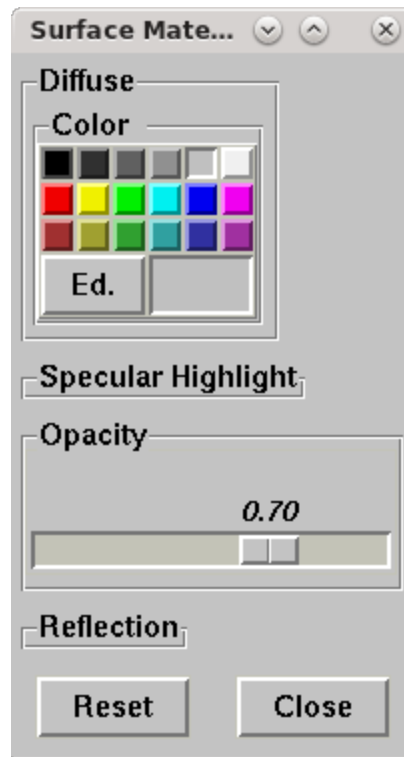 Surface Mate...
Diffuse
Color
Ed.
Specular Highlight
Opacity
0.70
Reflection
Reset Close